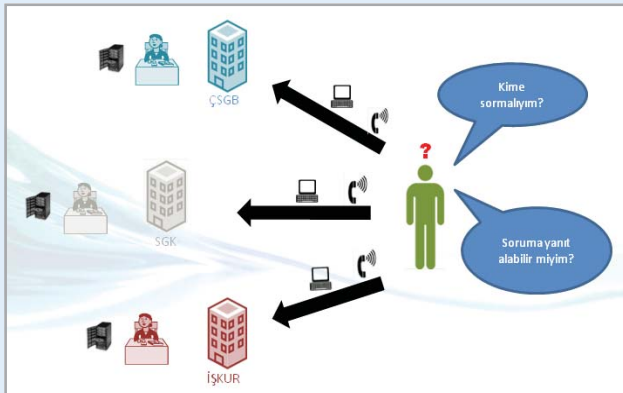 ÇSGB
Kime
sormalıyım?
?
SGK
Soruma yanıt
alabilir miyim?
İŞKUR